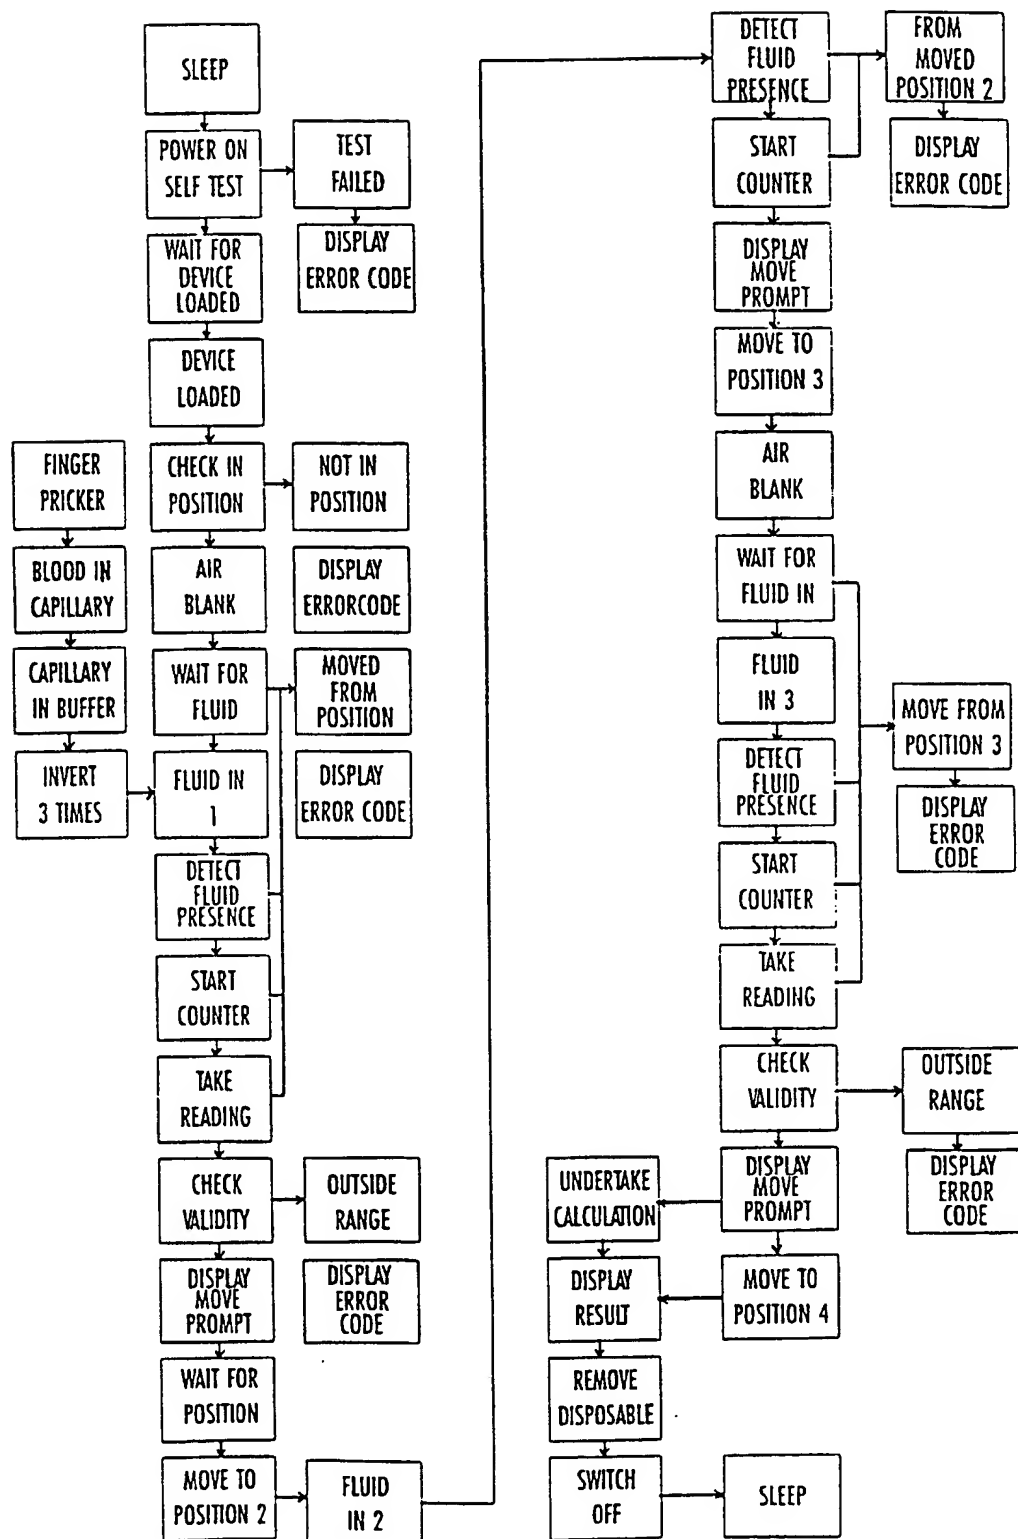 SLEEP
POWER ON
SELF TEST
TEST
FAILED
DISPLAY
ERROR CODE
WAIT FOR
DEVICE
LOADED
DEVICE
LOADED
FINGER
PRICKER
CHECK IN
POSITION
NOT IN
POSITION
BLOOD IN
CAPILLARY
AIR
BLANK
DISPLAY
ERRORCODE
CAPILLARY
IN BUFFER
WAIT FOR
FLUID
MOVED
FROM
POSITION
INVERT
3 TIMES
FLUID IN
1
DISPLAY
ERROR CODE
DETECT
FLUID
PRESENCE
START
COUNTER
TAKE
READING
CHECK
VALIDITY
OUTSIDE
RANGE
DISPLAY
MOVE
PROMPT
DISPLAY
ERROR
CODE
WAIT FOR
POSITION
MOVE TO
POSITION 2
FLUID
IN 2
DETECT
FLUID
PRESENCE
FROM
MOVED
POSITION 2
START
COUNTER
DISPLAY
ERROR CODE
DISPLAY
MOVE
PROMPT
MOVE TO
POSITION 3
AIR
BLANK
WAIT FOR
FLUID IN
FLUID
IN 3
MOVE FROM
POSITION 3
DETECT
FLUID
PRESENCE
DISPLAY
ERROR
CODE
START
COUNTER
TAKE
READING
CHECK
VALIDITY
OUTSIDE
RANGE
DISPLAY
MOVE
PROMPT
DISPLAY
ERROR
CODE
UNDERTAKE
CALCULATION
MOVE TO
POSITION 4
DISPLAY
RESULT
REMOVE
DISPOSABLE
SWITCH
OFF
SLEEP